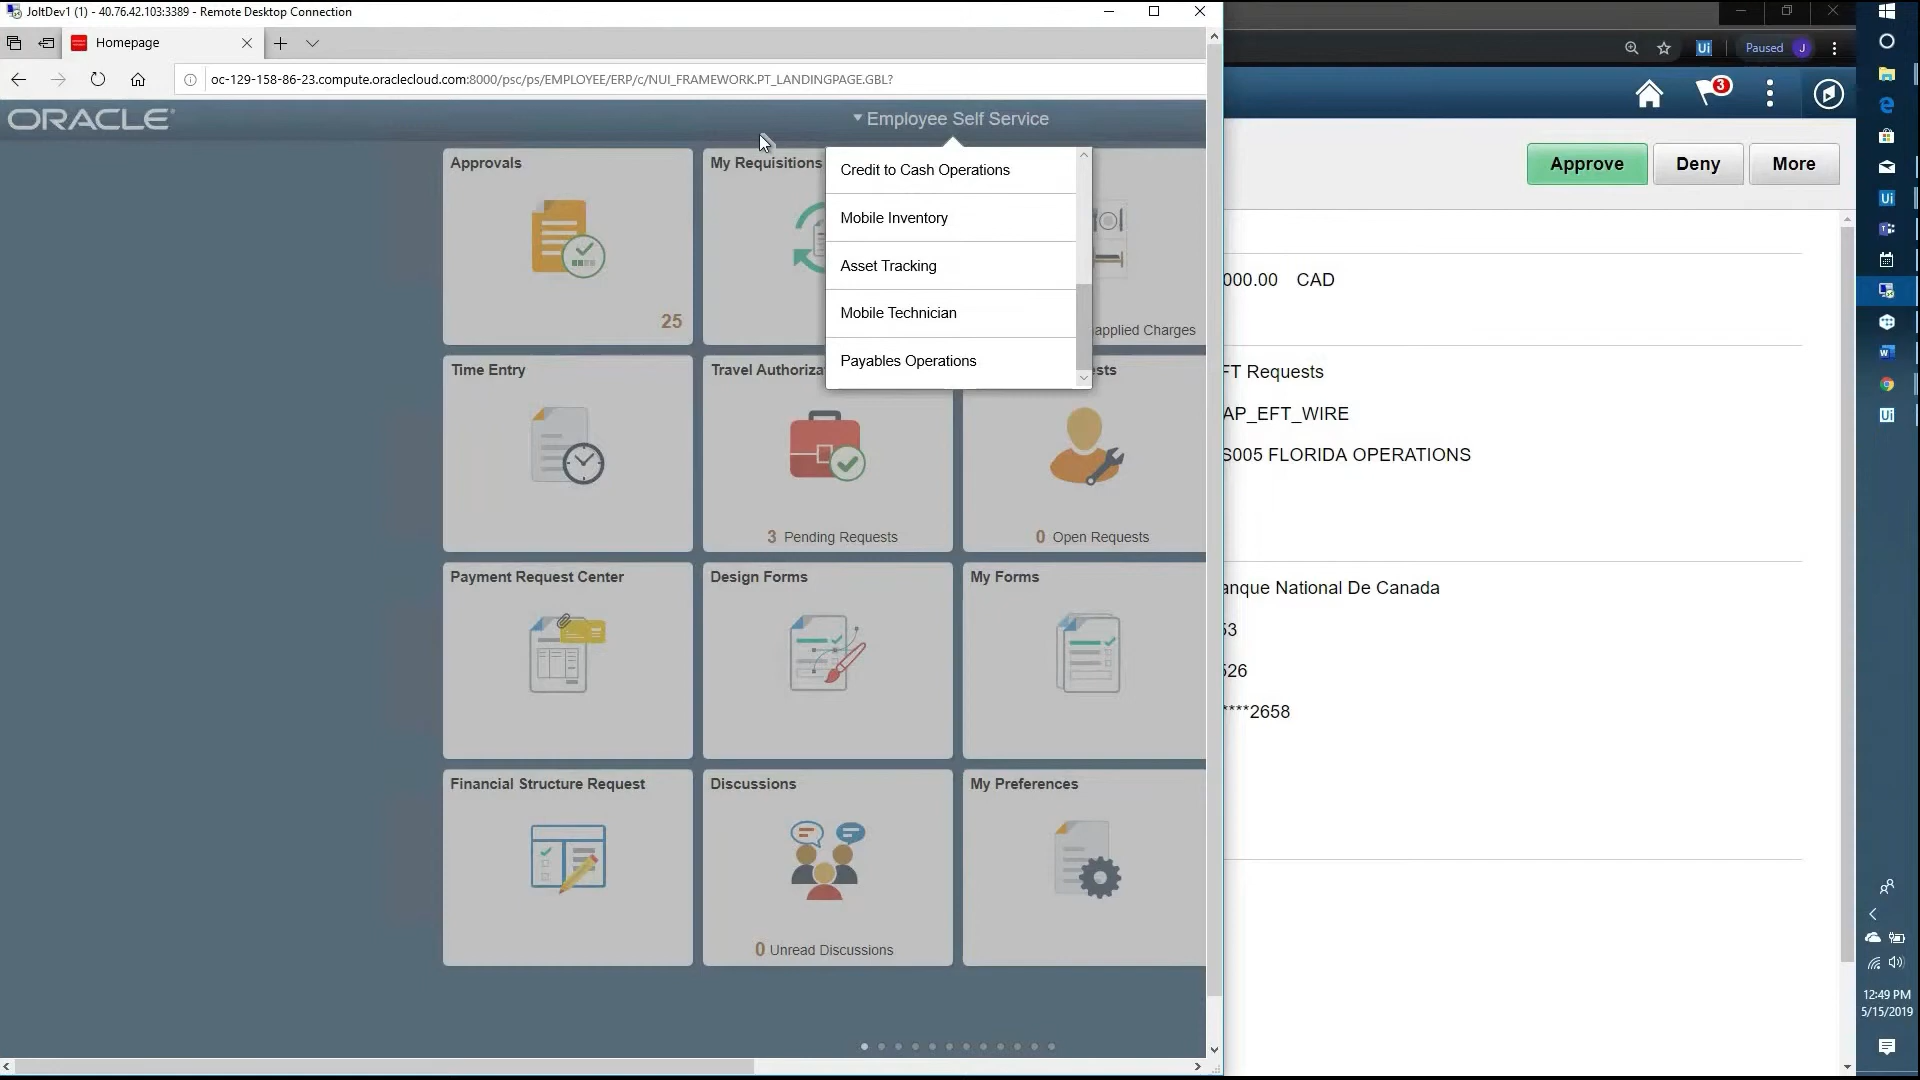 JoltDev1 (1) - 40.76.42.103:3389 - Remote Desktop Connection
Homepage
oc-129-158-86-23.compute.oraclecloud.com:8000/psc/ps/EMPLOYEE/ERP/c/NUI_FRAMEWORK.PT_LANDINGPAGE.GBL?
Ui
Paused
J
ORACLE
Employee Self Service
3
Approvals
25
My Requisitions
Credit to Cash Operations
Mobile Inventory
Asset Tracking
Mobile Technician
Payables Operations
applied Charges
Approve
Deny
More
000.00 CAD
FT Requests
AP_EFT_WIRE
S005 FLORIDA OPERATIONS
Time Entry
Travel Authoriza
sts
3 Pending Requests
0 Open Requests
Payment Request Center
Design Forms
My Forms
anque National De Canada
53
526
****2658
Financial Structure Request
Discussions
My Preferences
0 Unread Discussions
Ui
Ui
12:49 PM
5/15/2019